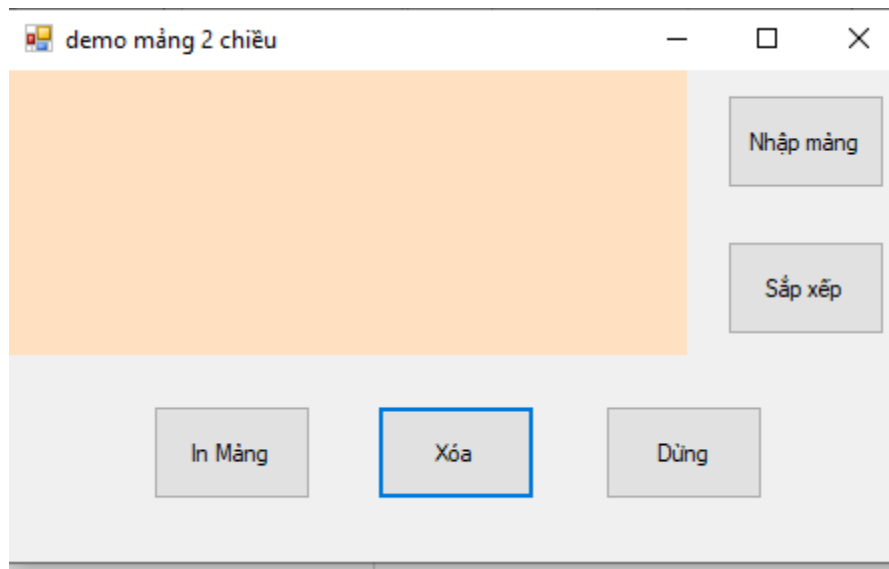 demo mảng 2 chiều
Nhập mảng
Sắp xếp
In Mảng
Xóa
Dừng